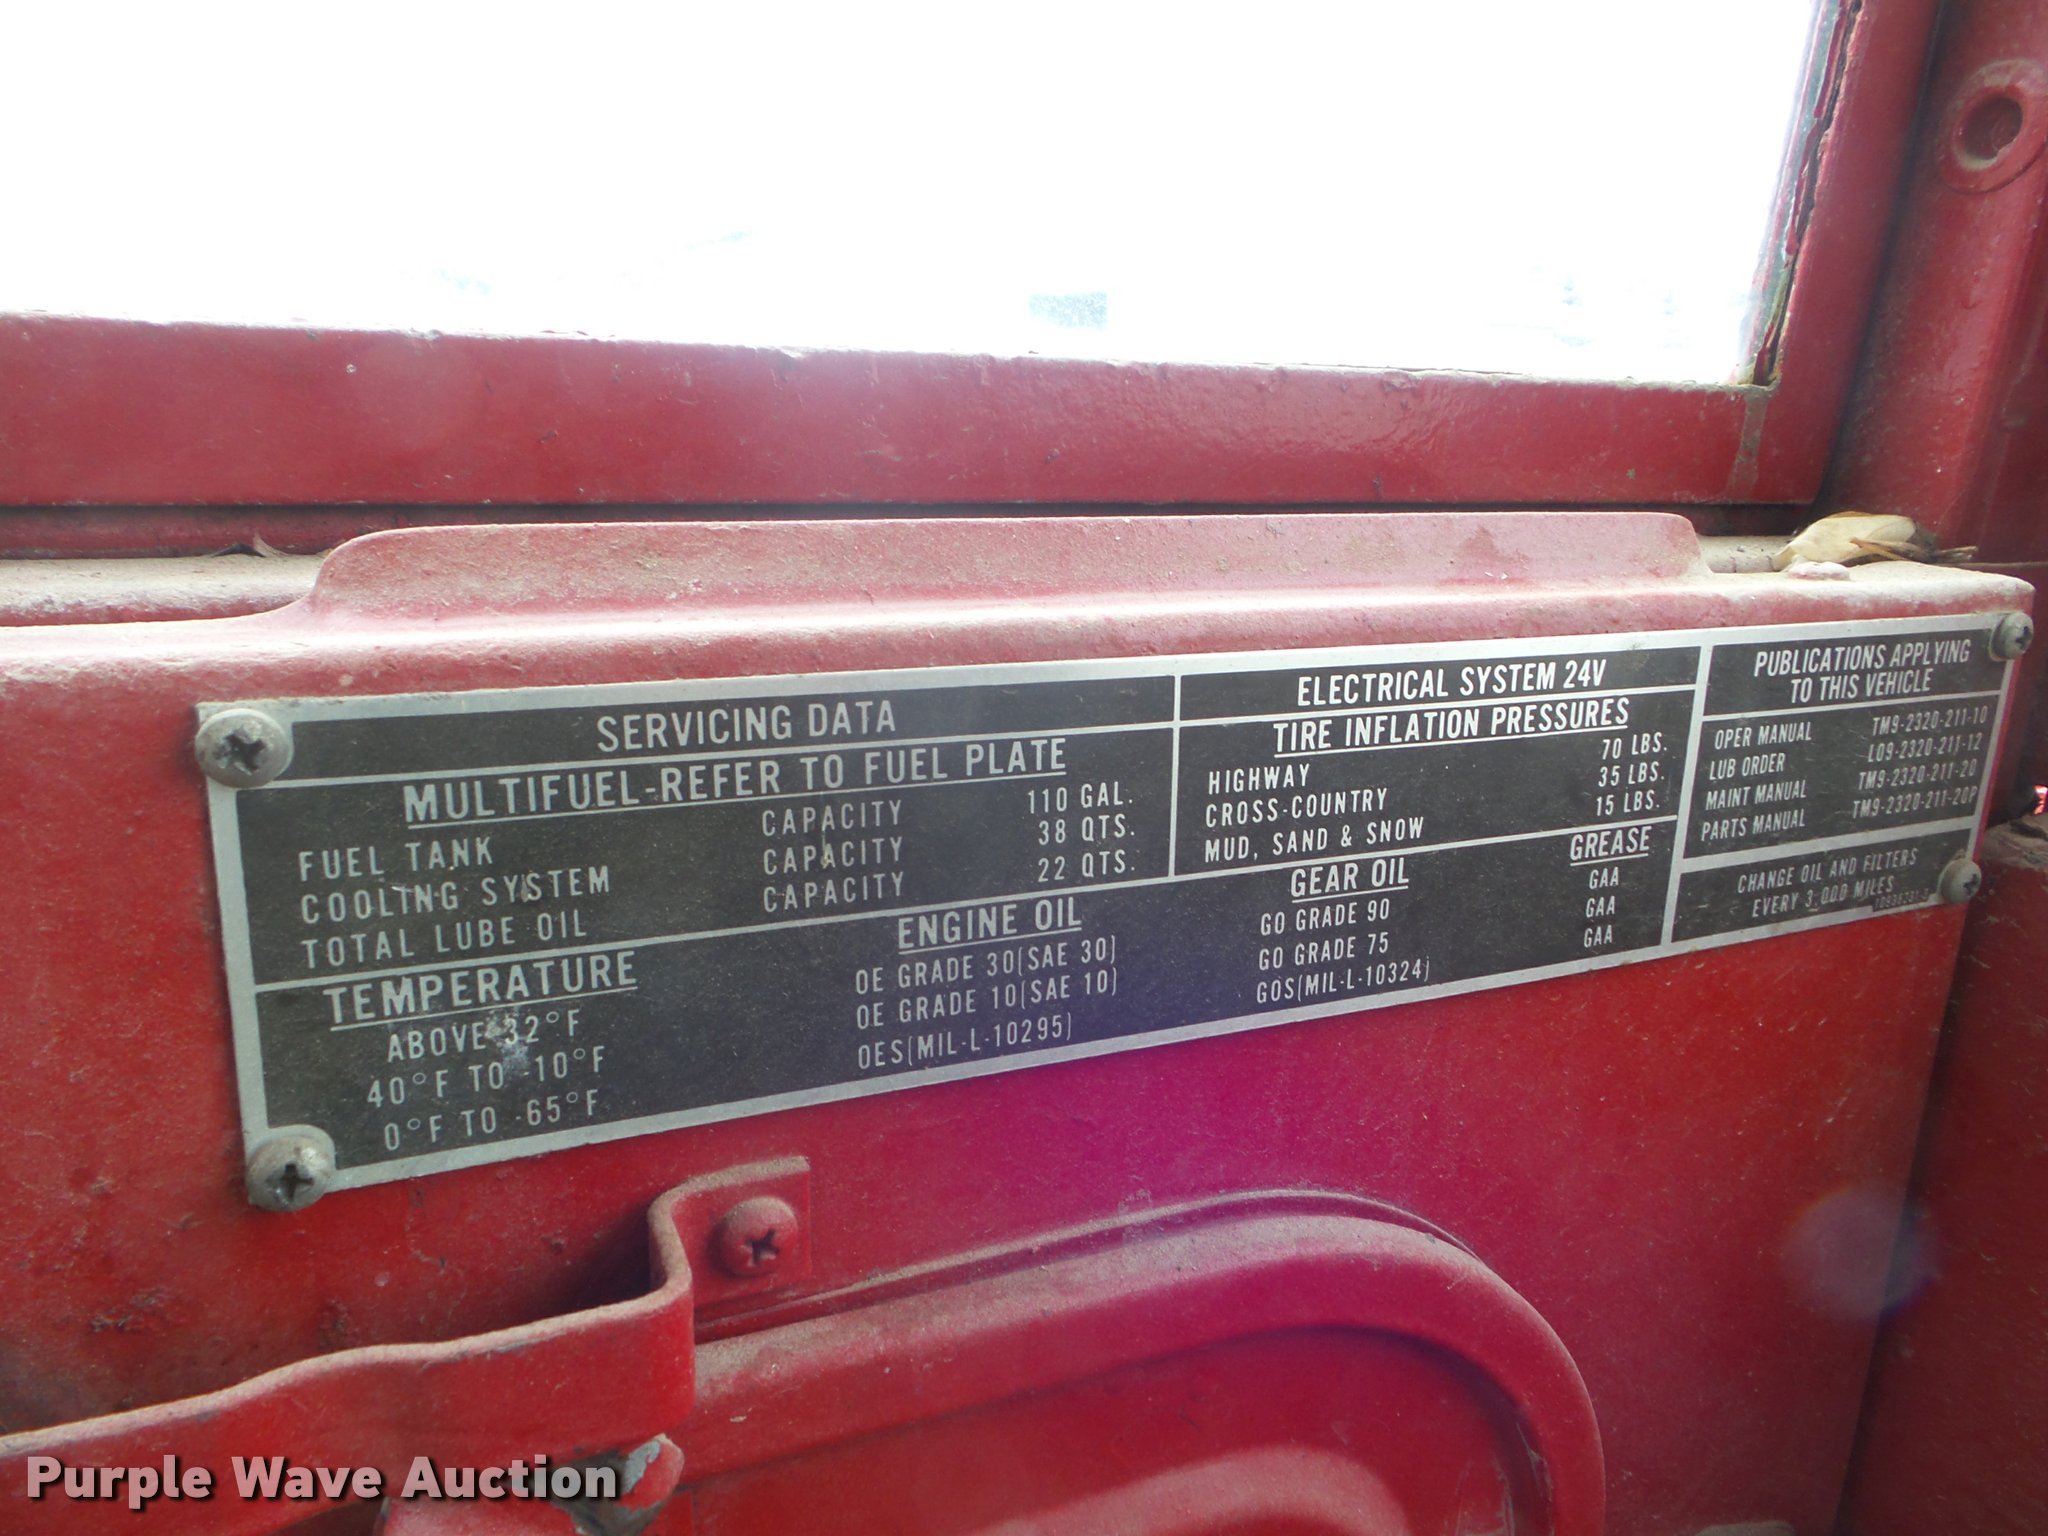 SERVICING DATA
MULTIFUEL-REFER TO FUEL PLATE
FUEL TANK CAPACITY 110 GAL.
COOLING SYSTEM CAPACITY 38 QTS.
TOTAL LUBE OIL CAPACITY 22 QTS.
ELECTRICAL SYSTEM 24V
TIRE INFLATION PRESSURES
HIGHWAY 70 LBS.
CROSS-COUNTRY 35 LBS.
MUD, SAND & SNOW 15 LBS.
TEMPERATURE ENGINE OIL GEAR OIL GREASE
ABOVE 32°F OE GRADE 30(SAE 30) GO GRADE 90 GAA
40°F TO -10°F OE GRADE 10(SAE 10) GO GRADE 75 GAA
0°F TO -65°F OES(MIL-L-10295) GOS(MIL-L-10324) GAA
PUBLICATIONS APPLYING
TO THIS VEHICLE
OPER MANUAL TM9-2320-211-10
LUB ORDER LO9-2320-211-12
MAINT MANUAL TM9-2320-211-20
PARTS MANUAL TM9-2320-211-20P
CHANGE OIL AND FILTERS
EVERY 3,000 MILES
Purple Wave Auction